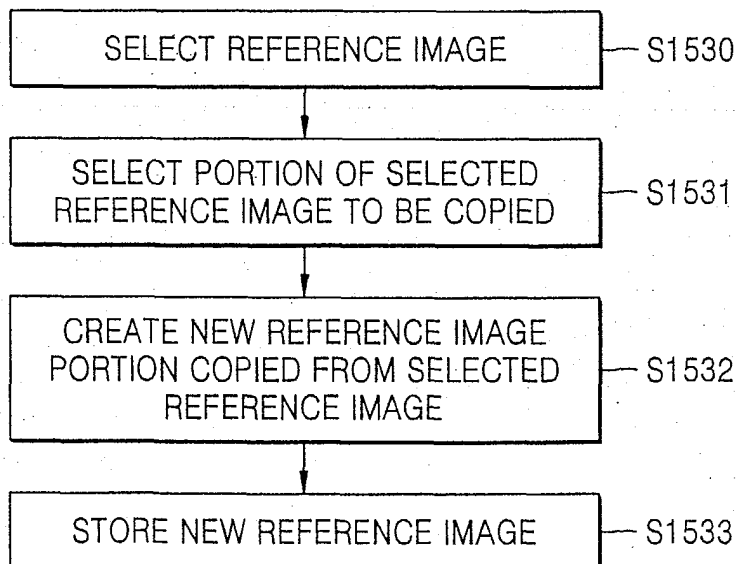 SELECT REFERENCE IMAGE
S1530
SELECT PORTION OF SELECTED
REFERENCE IMAGE TO BE COPIED
S1531
CREATE NEW REFERENCE IMAGE
PORTION COPIED FROM SELECTED
REFERENCE IMAGE
S1532
STORE NEW REFERENCE IMAGE
S1533